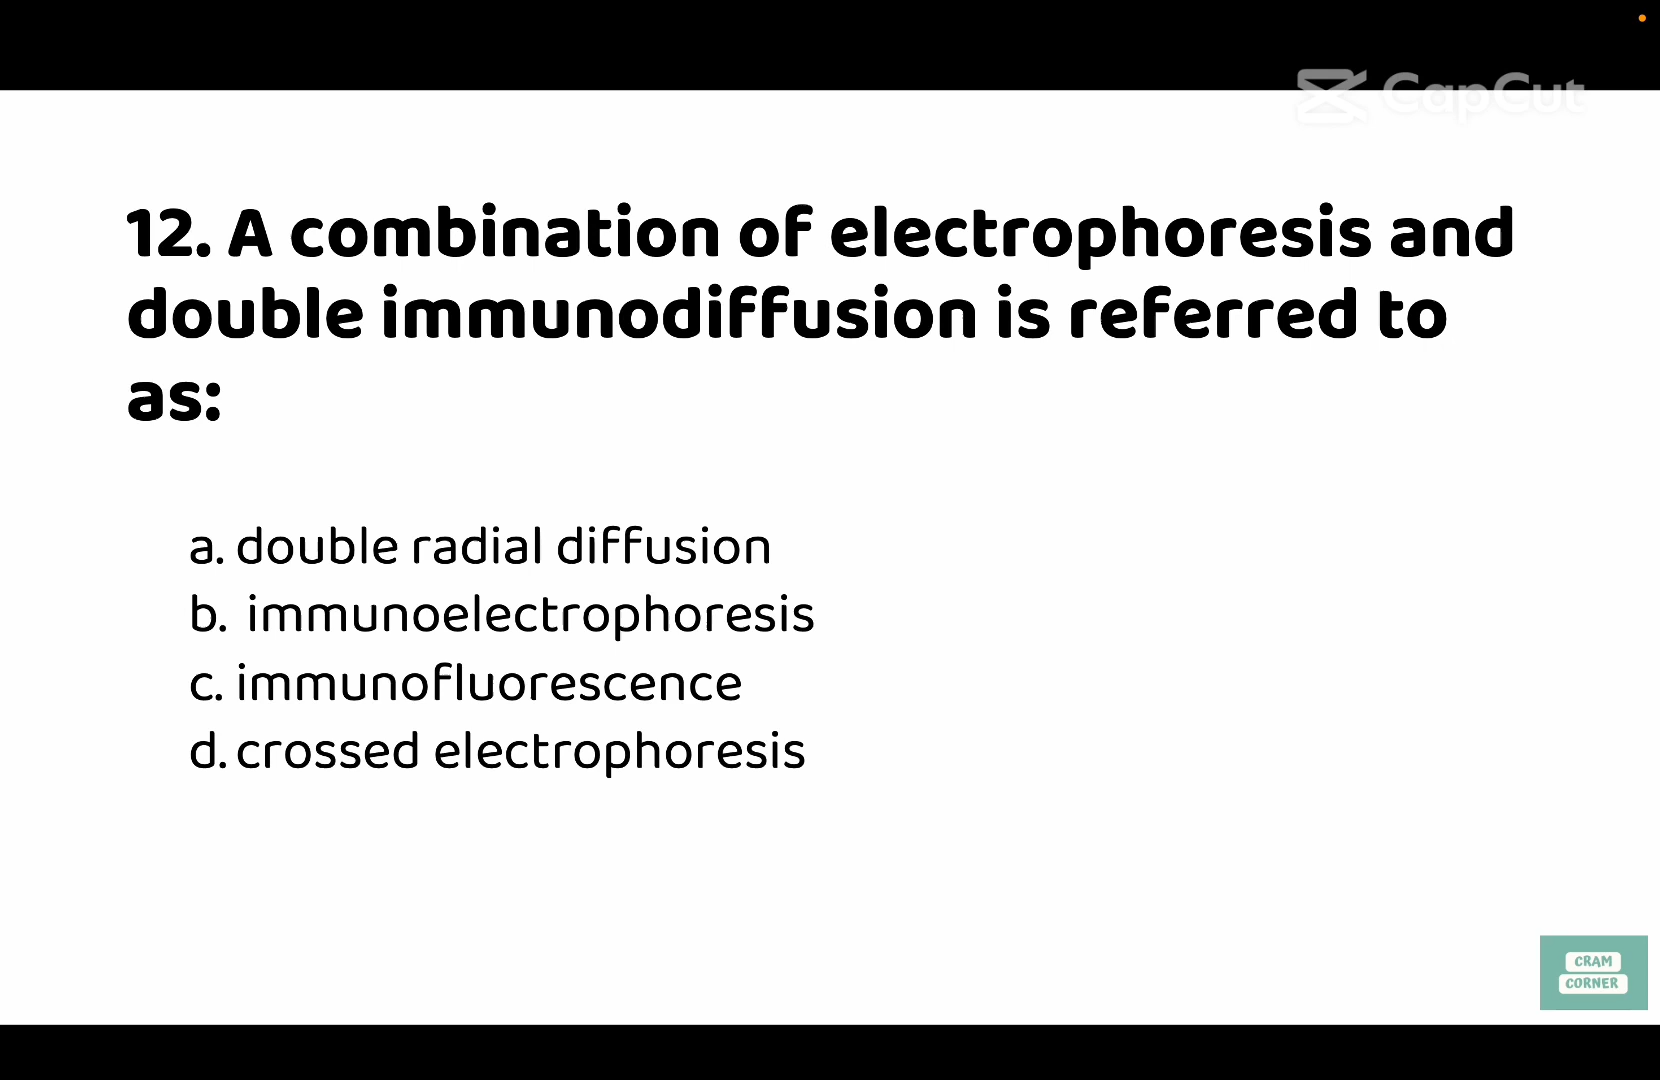 CapCut
12. A combination of electrophoresis and
double immunodiffusion is referred to
as:
a. double radial diffusion
b. immunoelectrophoresis
c. immunofluorescence
d. crossed electrophoresis
CRAM
CORNER